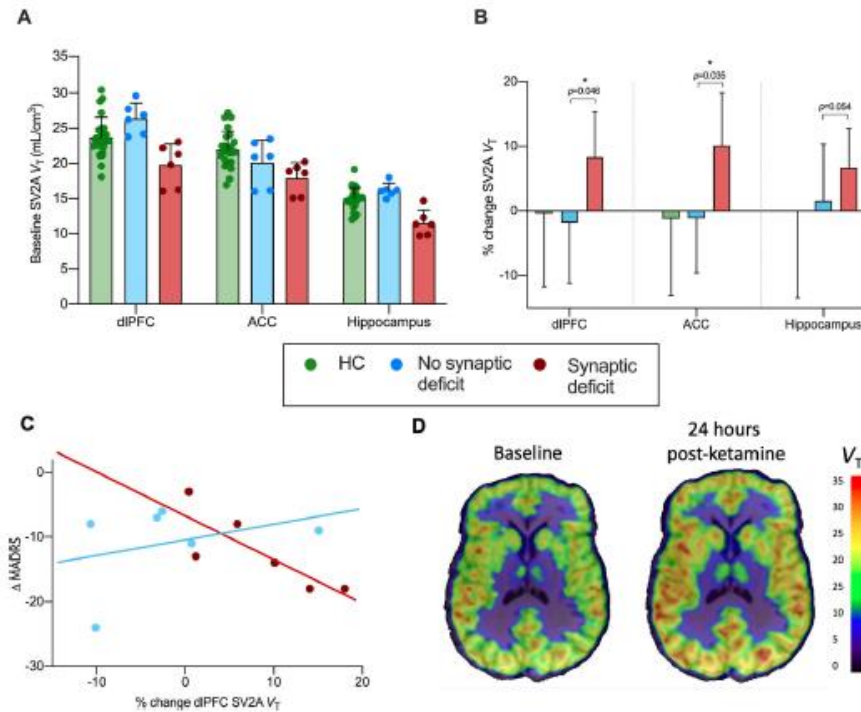 A
Baseline SV2A VT (mL/cm³)
35
30
25
20
15
10
5
0
dlPFC ACC Hippocampus
B
% change SV2A VT
20
10
0
-10
*
p=0.046
*
p=0.035
p=0.054
dlPFC ACC Hippocampus
HC No synaptic deficit Synaptic deficit
C
Δ MADRS
0
-10
-20
-30
-10 0 10 20
% change dlPFC SV2A VT
D
Baseline
24 hours
post-ketamine
VT
35
30
25
20
15
10
5
0